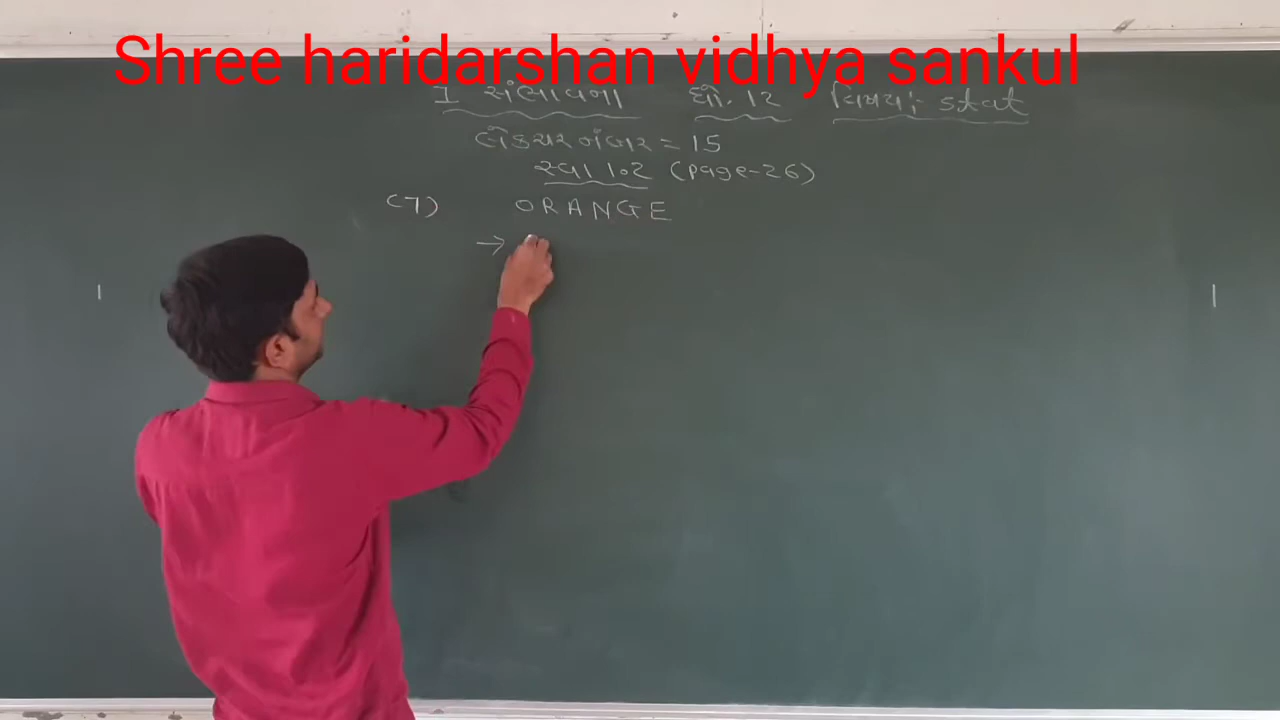 Shree haridarshan vidhya sankul
I સંભાવના ધો. 12 વિષય :- stat
લેક્ચર નંબર = 15
સ્વા 1.2 (page-26)
(7) ORANGE
→